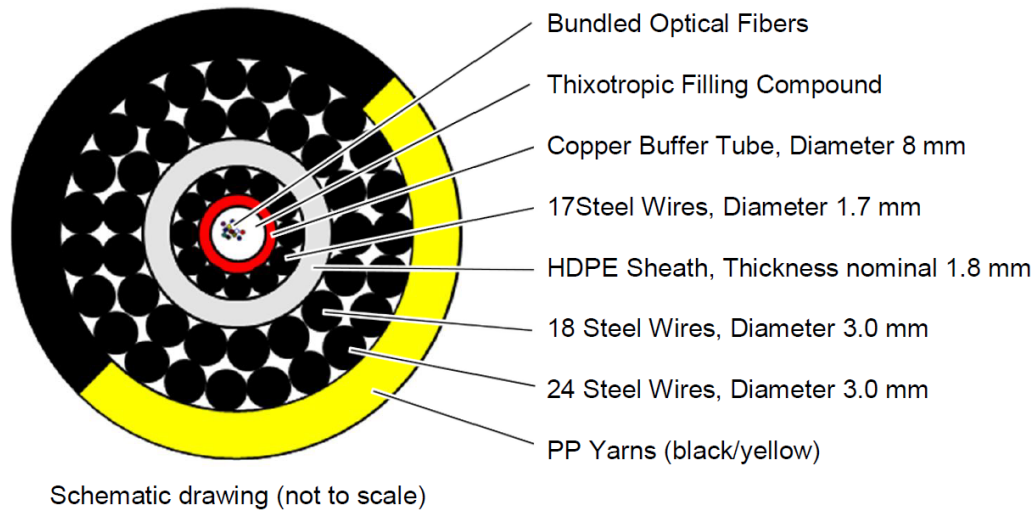 Bundled Optical Fibers
Thixotropic Filling Compound
Copper Buffer Tube, Diameter 8 mm
17Steel Wires, Diameter 1.7 mm
HDPE Sheath, Thickness nominal 1.8 mm
18 Steel Wires, Diameter 3.0 mm
24 Steel Wires, Diameter 3.0 mm
PP Yarns (black/yellow)
Schematic drawing (not to scale)